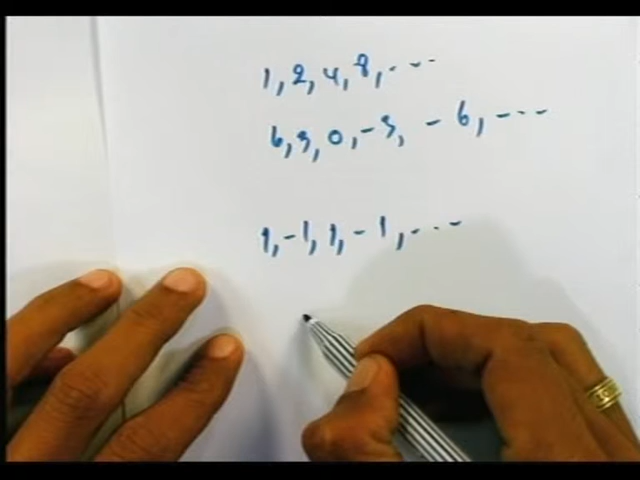 1, 2, 4, 8, ...
6, 3, 0, -3, -6, ...
1, -1, 1, -1, ...